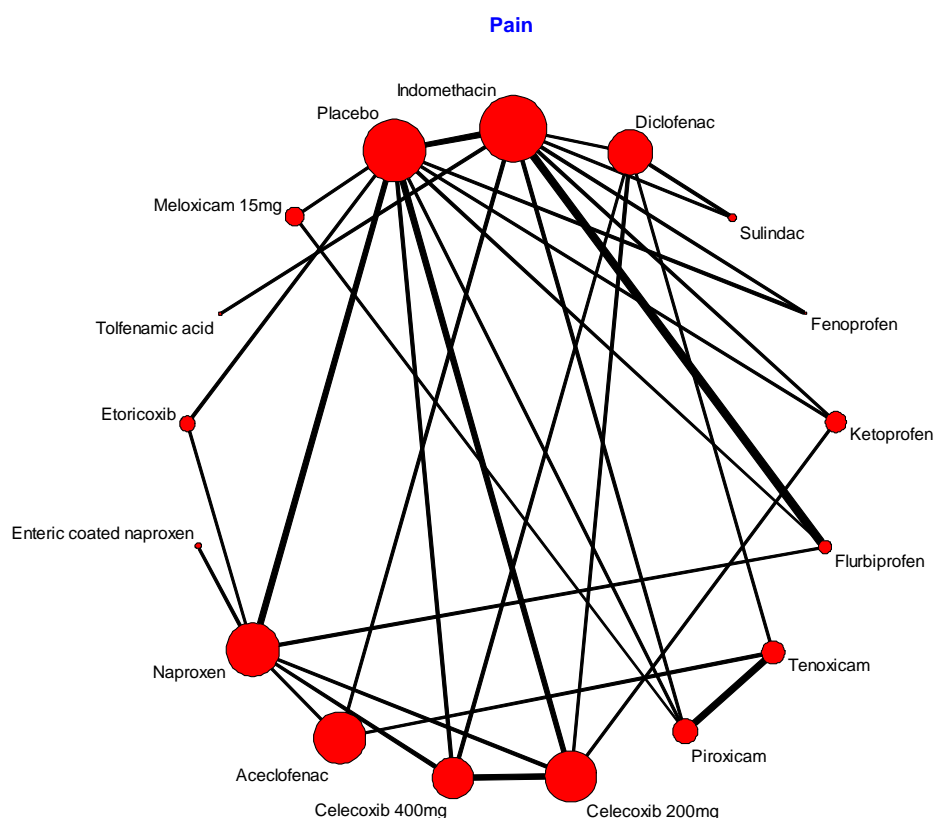 Pain
Indomethacin
Placebo
Diclofenac
Meloxicam 15mg
Sulindac
Tolfenamic acid
Fenoprofen
Etoricoxib
Ketoprofen
Enteric coated naproxen
Flurbiprofen
Naproxen
Tenoxicam
Aceclofenac
Piroxicam
Celecoxib 400mg
Celecoxib 200mg